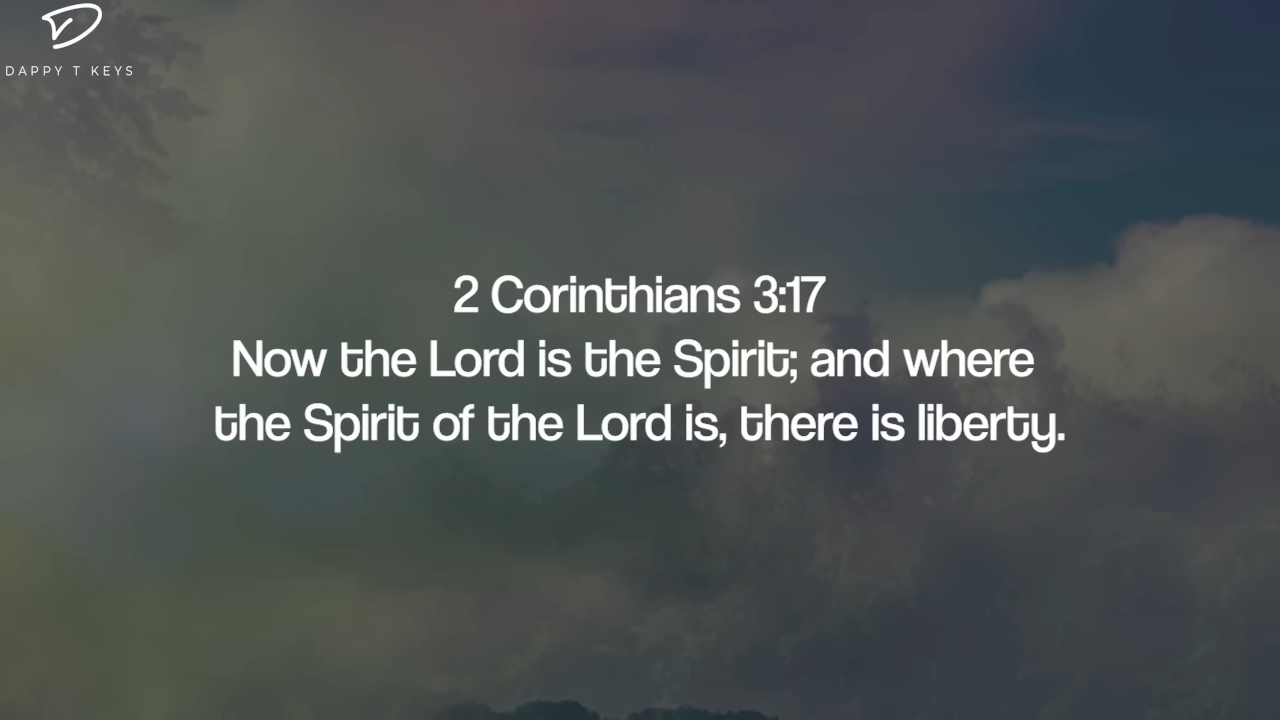 DAPPY T KEYS
2 Corinthians 3:17
Now the Lord is the Spirit; and where
the Spirit of the Lord is, there is liberty.